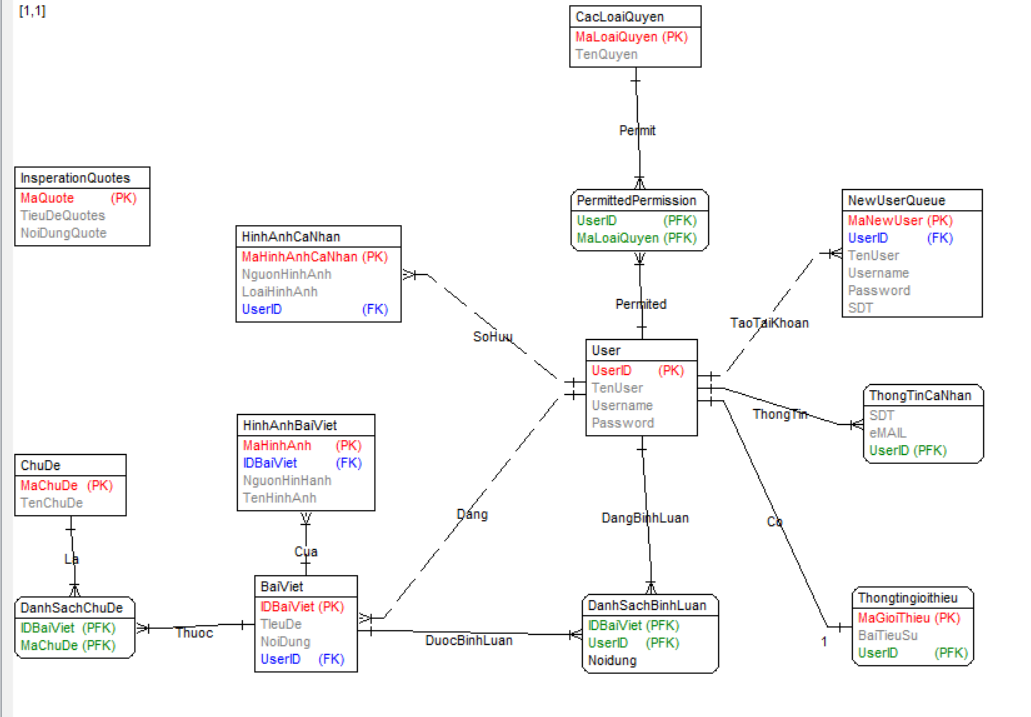 [1,1]
CacLoaiQuyen
MaLoaiQuyen (PK)
TenQuyen
Permit
InsperationQuotes
MaQuote (PK)
TieuDeQuotes
NoiDungQuote
PermittedPermission
UserID (PFK)
MaLoaiQuyen (PFK)
NewUserQueue
MaNewUser (PK)
UserID (FK)
TenUser
Username
Password
SDT
HinhAnhCaNhan
MaHinhAnhCaNhan (PK)
NguonHinhAnh
LoaiHinhAnh
UserID (FK)
Permited
TaoTaiKhoan
SoHuu
User
UserID (PK)
TenUser
Username
Password
ThongTinCaNhan
SDT
eMAIL
UserID (PFK)
ThongTin
HinhAnhBaiViet
MaHinhAnh (PK)
IDBaiViet (FK)
NguonHinHanh
TenHinhAnh
ChuDe
MaChuDe (PK)
TenChuDe
Dang
DangBinhLuan
Co
La
Cua
BaiViet
IDBaiViet (PK)
TieuDe
NoiDung
UserID (FK)
DanhSachChuDe
IDBaiViet (PFK)
MaChuDe (PFK)
Thuoc
DuocBinhLuan
DanhSachBinhLuan
IDBaiViet (PFK)
UserID (PFK)
Noidung
Thongtingioithieu
MaGioiThieu (PK)
BaiTieuSu
UserID (PFK)
1